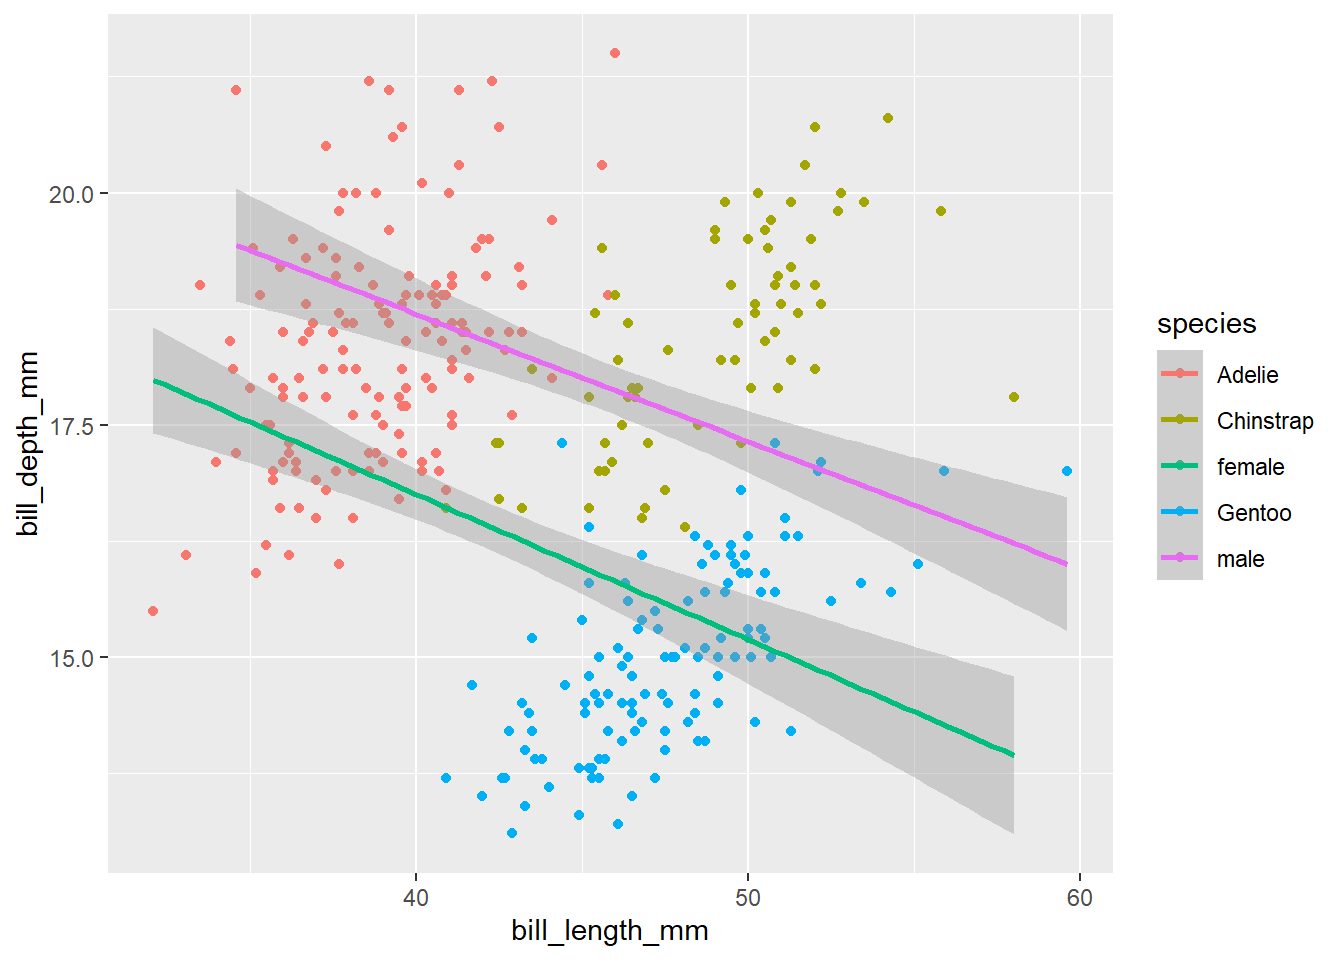 20.0
17.5
15.0
bill_depth_mm
40
50
60
bill_length_mm
species
Adelie
Chinstrap
female
Gentoo
male